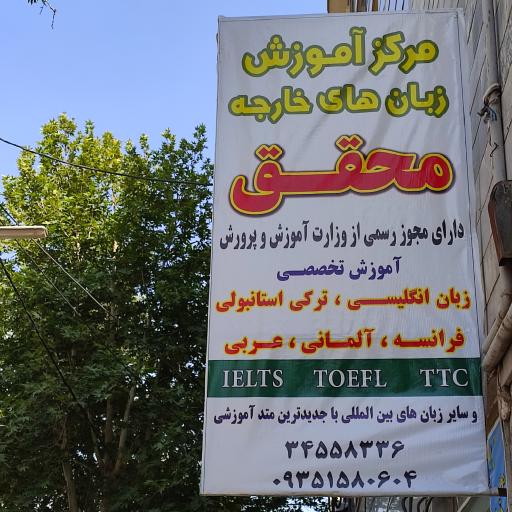 مرکز آموزش
زبان های خارجه
محقق
دارای مجوز رسمی از وزارت آموزش و پرورش
آموزش تخصصی
زبان انگلیسی ، ترکی استانبولی
فرانسه ، آلمانی ، عربی
IELTS TOEFL TTC
و سایر زبان های بین المللی با جدیدترین متد آموزشی
۳۴۵۵۸۳۳۶
۰۹۳۵۱۵۸۰۶۰۴